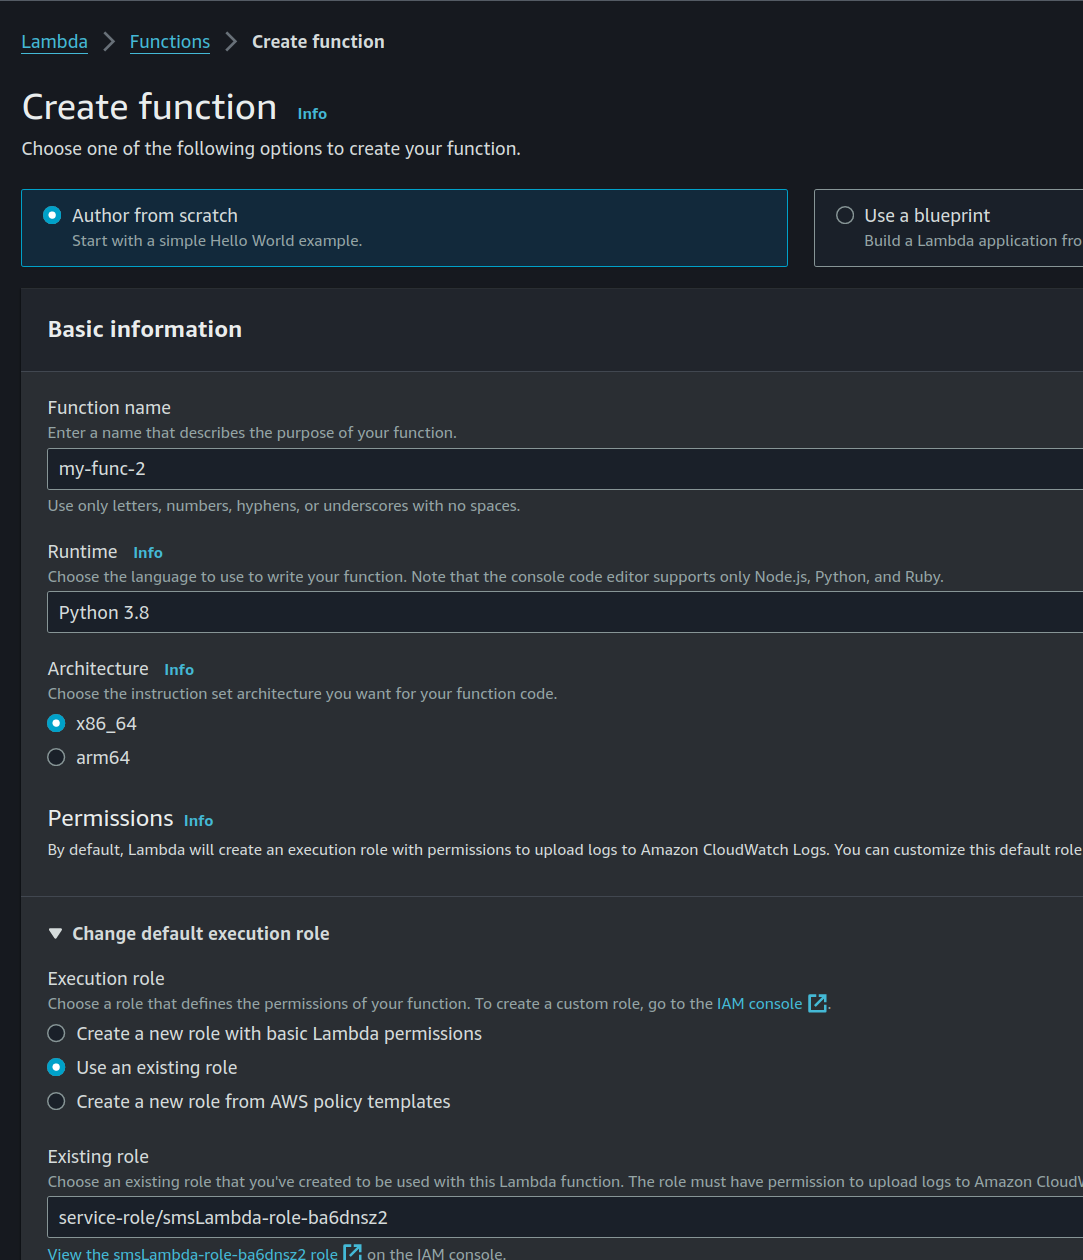 Lambda > Functions > Create function
Create function Info
Choose one of the following options to create your function.
Author from scratch
Start with a simple Hello World example.
Use a blueprint
Build a Lambda application fro
Basic information
Function name
Enter a name that describes the purpose of your function.
my-func-2
Use only letters, numbers, hyphens, or underscores with no spaces.
Runtime Info
Choose the language to use to write your function. Note that the console code editor supports only Node.js, Python, and Ruby.
Python 3.8
Architecture Info
Choose the instruction set architecture you want for your function code.
x86_64
arm64
Permissions Info
By default, Lambda will create an execution role with permissions to upload logs to Amazon CloudWatch Logs. You can customize this default role
Change default execution role
Execution role
Choose a role that defines the permissions of your function. To create a custom role, go to the IAM console.
Create a new role with basic Lambda permissions
Use an existing role
Create a new role from AWS policy templates
Existing role
Choose an existing role that you've created to be used with this Lambda function. The role must have permission to upload logs to Amazon CloudW
service-role/smsLambda-role-ba6dnsz2
View the smsLambda-role-ba6dnsz2 role on the IAM console.